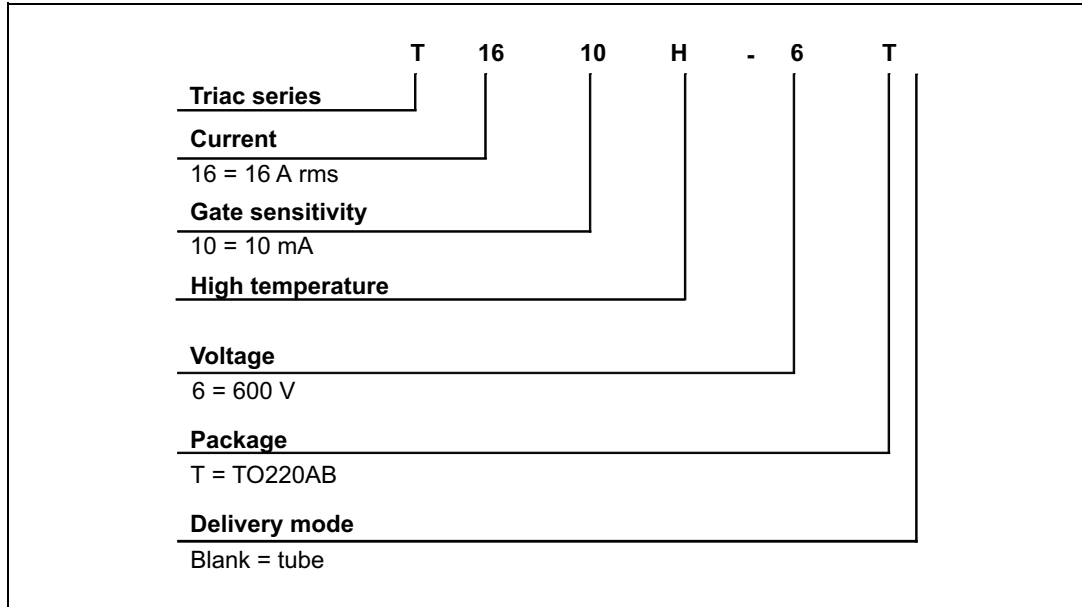 T 16 10 H - 6 T
Triac series
Current
16 = 16 A rms
Gate sensitivity
10 = 10 mA
High temperature
Voltage
6 = 600 V
Package
T = TO220AB
Delivery mode
Blank = tube